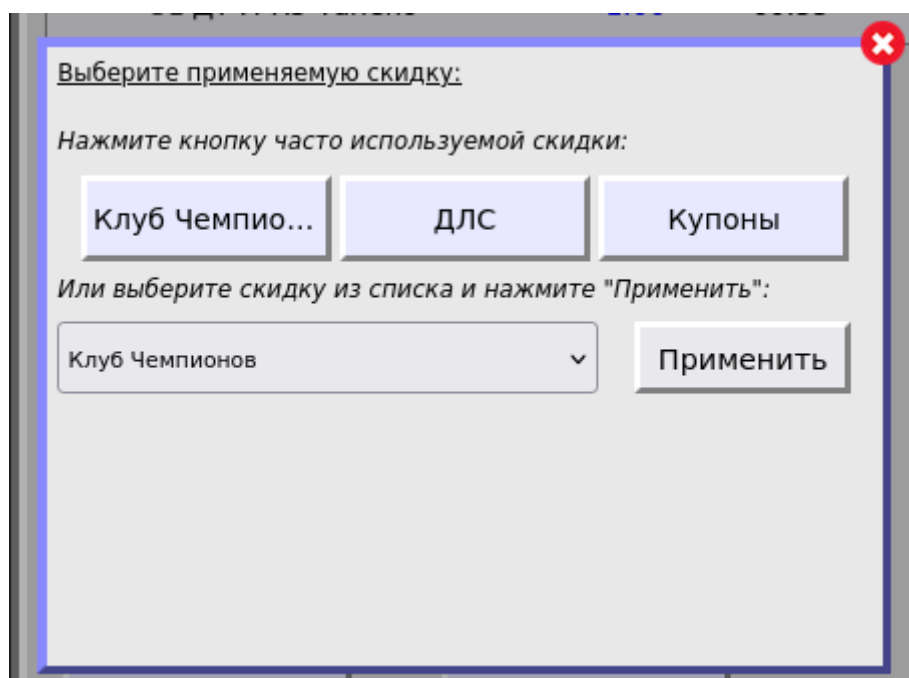 Выберите применяемую скидку:
Нажмите кнопку часто используемой скидки:
Клуб Чемпио... ДЛС Купоны
Или выберите скидку из списка и нажмите "Применить":
Клуб Чемпионов Применить